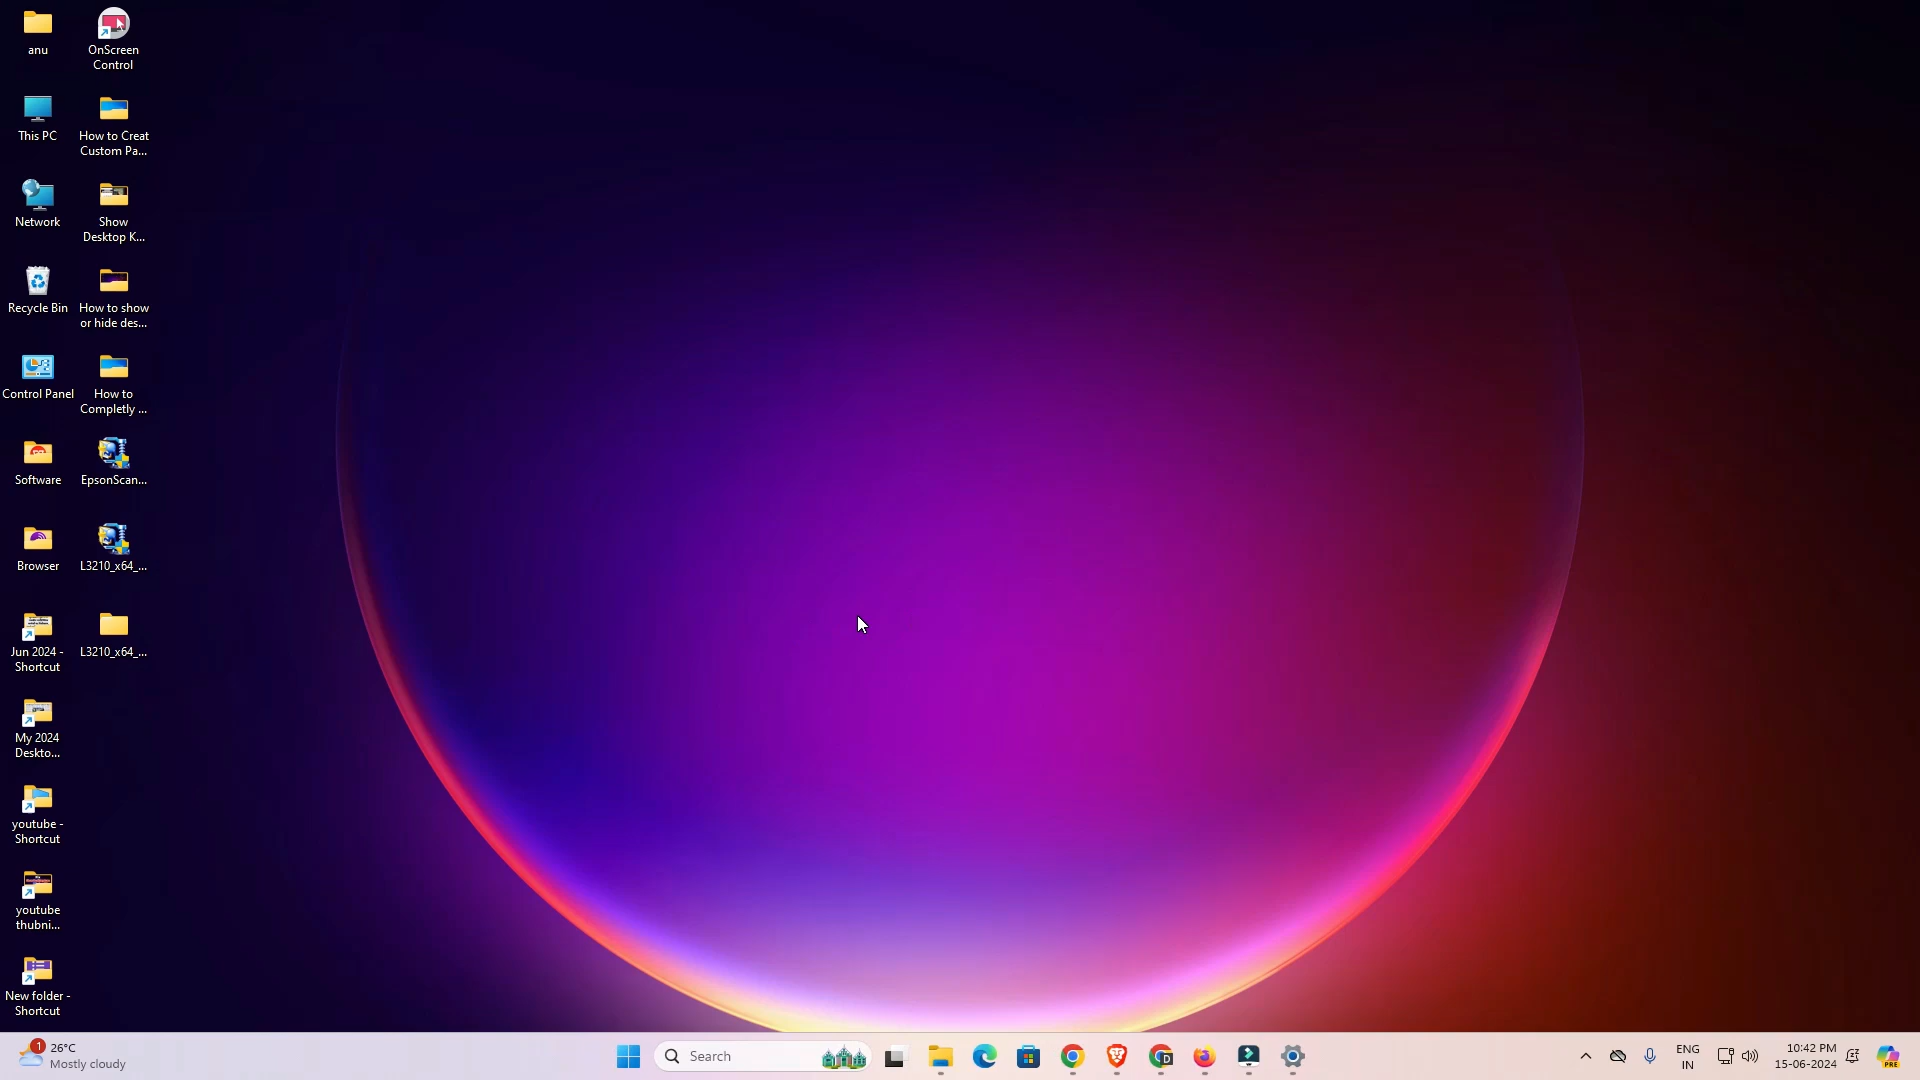 anu
OnScreen
Control
This PC
How to Creat
Custom Pa...
Network
Show
Desktop K...
Recycle Bin
How to show
or hide des...
Control Panel
How to
Completly ...
Software
EpsonScan...
Browser
L3210_x64_...
Jun 2024 -
Shortcut
L3210_x64_...
My 2024
Deskto...
youtube -
Shortcut
youtube
thubni...
New folder -
Shortcut
1
26°C
Mostly cloudy
Search
D
ENG
IN
10:42 PM
15-06-2024
PRE